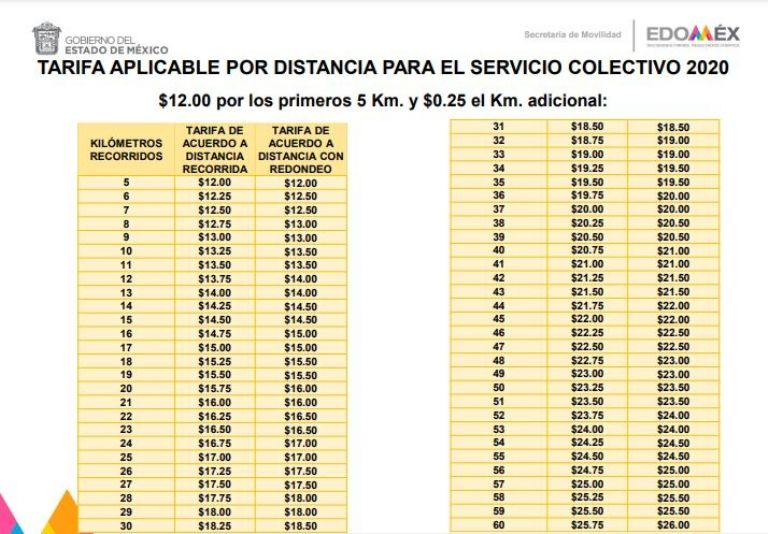 GOBIERNO DEL
ESTADO DE MÉXICO
Secretaría de Movilidad
EDOMÉX
TARIFA APLICABLE POR DISTANCIA PARA EL SERVICIO COLECTIVO 2020
$12.00 por los primeros 5 Km. y $0.25 el Km. adicional:
KILÓMETROS RECORRIDOS TARIFA DE ACUERDO A DISTANCIA RECORRIDA TARIFA DE ACUERDO A DISTANCIA CON REDONDEO
5 $12.00 $12.00
6 $12.25 $12.50
7 $12.50 $12.50
8 $12.75 $13.00
9 $13.00 $13.00
10 $13.25 $13.50
11 $13.50 $13.50
12 $13.75 $14.00
13 $14.00 $14.00
14 $14.25 $14.50
15 $14.50 $14.50
16 $14.75 $15.00
17 $15.00 $15.00
18 $15.25 $15.50
19 $15.50 $15.50
20 $15.75 $16.00
21 $16.00 $16.00
22 $16.25 $16.50
23 $16.50 $16.50
24 $16.75 $17.00
25 $17.00 $17.00
26 $17.25 $17.50
27 $17.50 $17.50
28 $17.75 $18.00
29 $18.00 $18.00
30 $18.25 $18.50
31 $18.50 $18.50
32 $18.75 $19.00
33 $19.00 $19.00
34 $19.25 $19.50
35 $19.50 $19.50
36 $19.75 $20.00
37 $20.00 $20.00
38 $20.25 $20.50
39 $20.50 $20.50
40 $20.75 $21.00
41 $21.00 $21.00
42 $21.25 $21.50
43 $21.50 $21.50
44 $21.75 $22.00
45 $22.00 $22.00
46 $22.25 $22.50
47 $22.50 $22.50
48 $22.75 $23.00
49 $23.00 $23.00
50 $23.25 $23.50
51 $23.50 $23.50
52 $23.75 $24.00
53 $24.00 $24.00
54 $24.25 $24.50
55 $24.50 $24.50
56 $24.75 $25.00
57 $25.00 $25.00
58 $25.25 $25.50
59 $25.50 $25.50
60 $25.75 $26.00